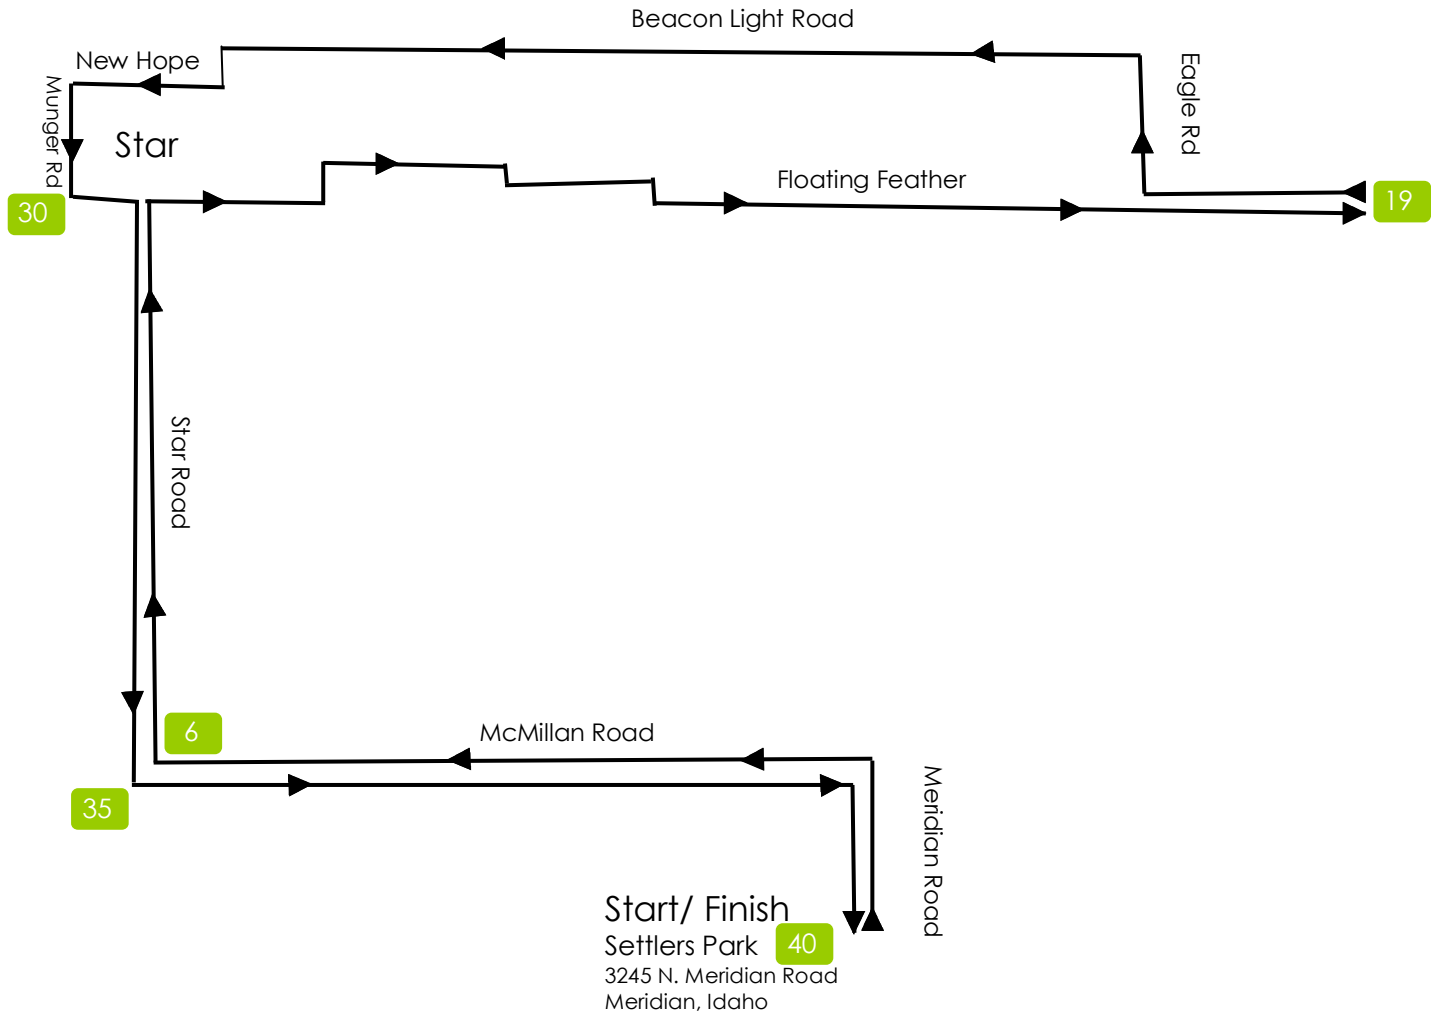 Beacon Light Road
New Hope
Eagle Rd
Munger Rd
Star
Floating Feather
19
30
Star Road
6
McMillan Road
35
Meridian Road
Start/ Finish
Settlers Park
40
3245 N. Meridian Road
Meridian, Idaho